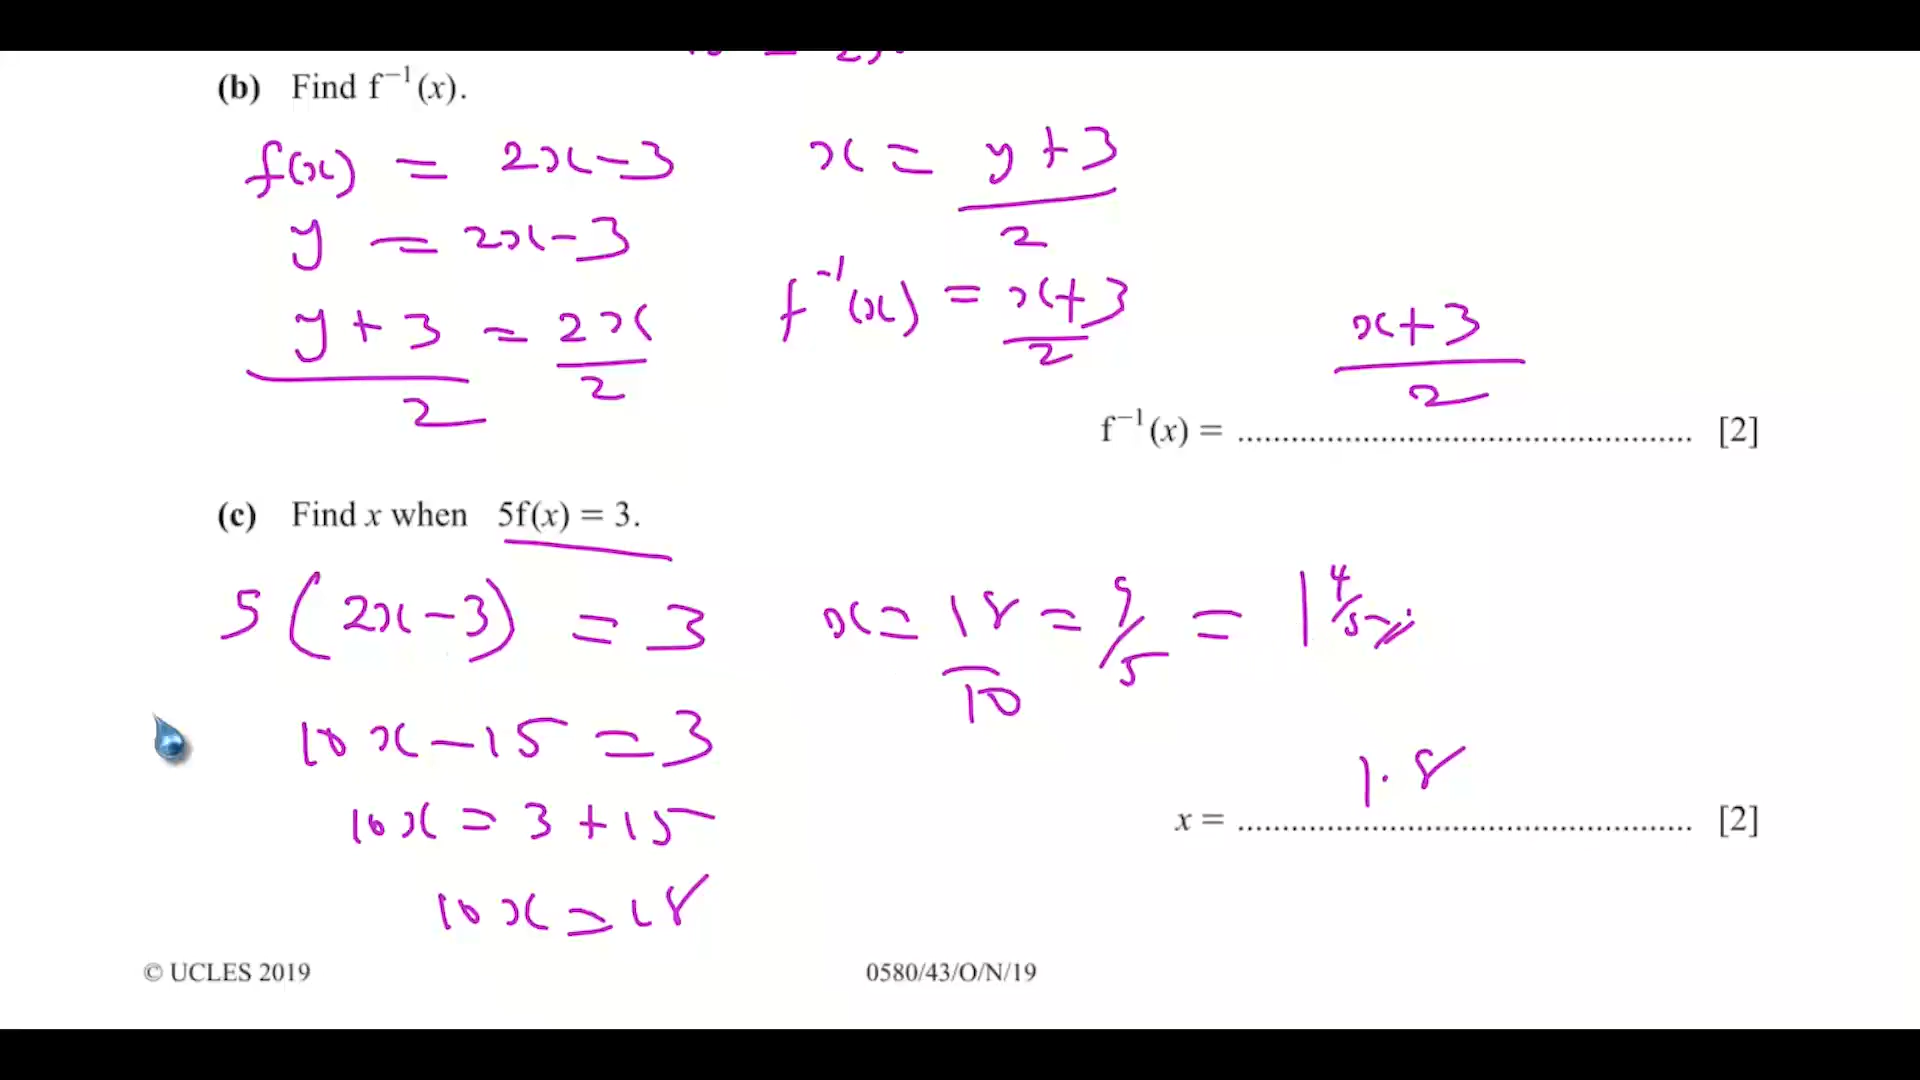 (b) Find f⁻¹(x).
f(x) = 2x-3
y = 2x-3
y+3/2 = 2x/2
x = y+3/2
f⁻¹(x) = x+3/2
x+3/2
f⁻¹(x) = .................................................. [2]
(c) Find x when 5f(x) = 3.
5(2x-3) = 3
10x-15 = 3
10x = 3+15
10x = 18
x = 18/10 = 9/5 = 1 4/5
1.8
x = .................................................. [2]
© UCLES 2019
0580/43/O/N/19